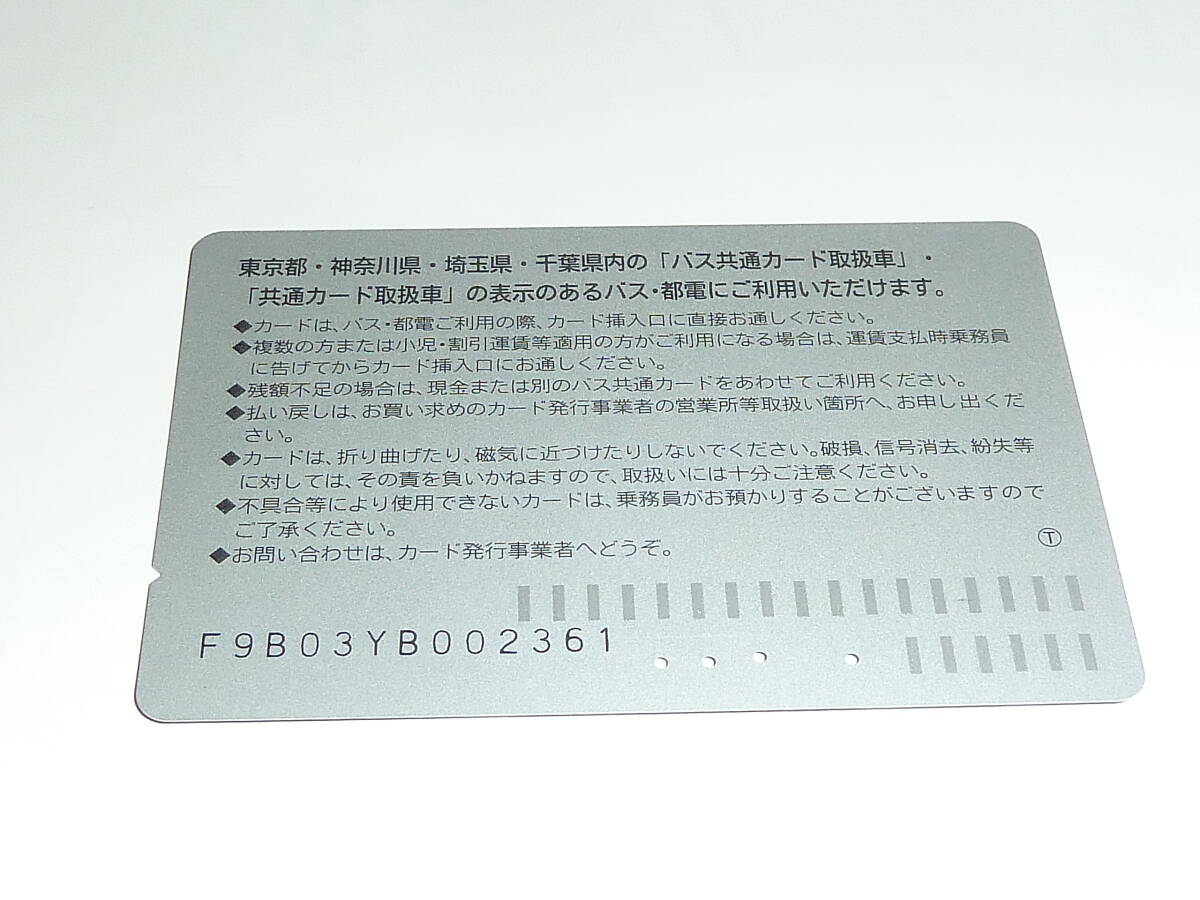 東京都・神奈川県・埼玉県・千葉県内の「バス共通カード取扱車」・
「共通カード取扱車」の表示のあるバス・都電にご利用いただけます。
◆カードは、バス・都電ご利用の際、カード挿入口に直接お通しください。
◆複数の方または小児・割引運賃等適用の方がご利用になる場合は、運賃支払時乗務員
に告げてからカード挿入口にお通しください。
◆残額不足の場合は、現金または別のバス共通カードをあわせてご利用ください。
◆払い戻しは、お買い求めのカード発行事業者の営業所等取扱い箇所へ、お申し出くだ
さい。
◆カードは、折り曲げたり、磁気に近づけたりしないでください。破損、信号消去、紛失等
に対しては、その責を負いかねますので、取扱いには十分ご注意ください。
◆不具合等により使用できないカードは、乗務員がお預かりすることがございますので
ご了承ください。
◆お問い合わせは、カード発行事業者へどうぞ。
Ⓣ
F9B03YB002361